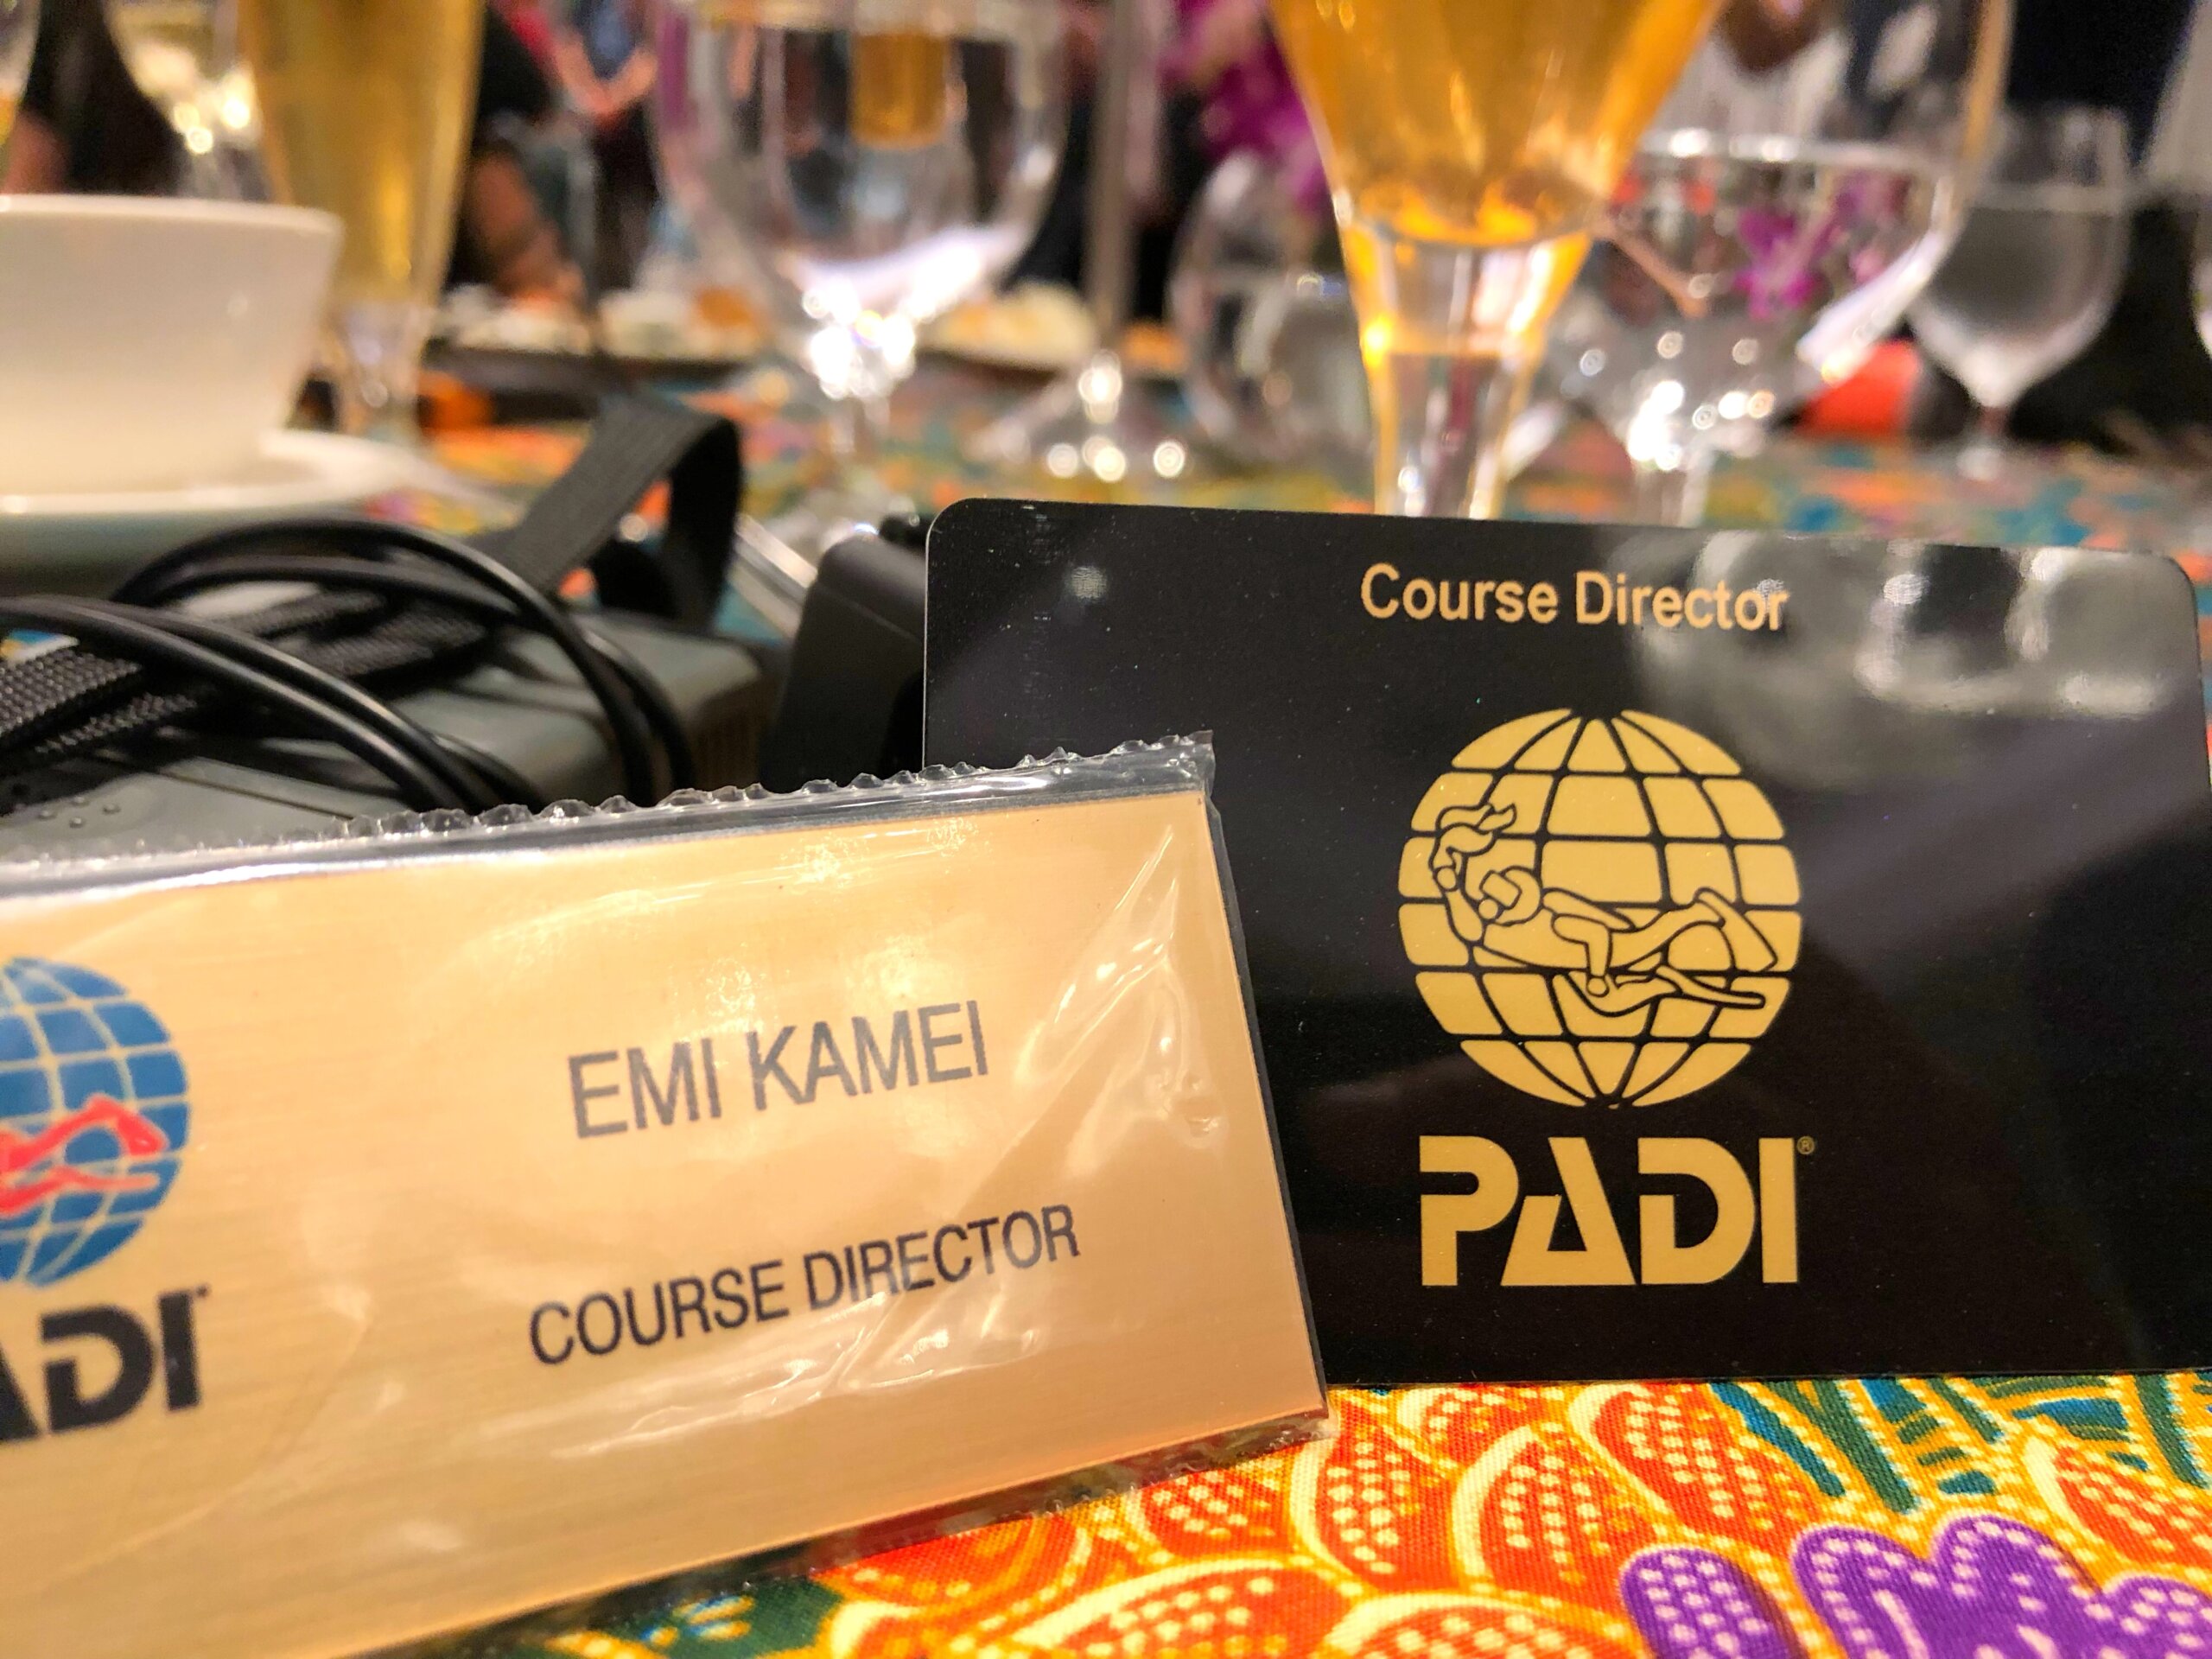 Course Director
PADI®
EMI KAMEI
COURSE DIRECTOR
ADI